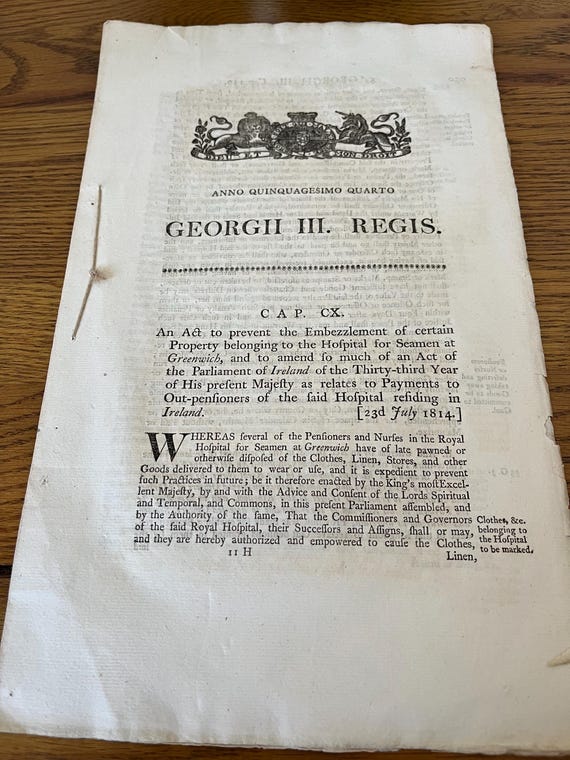 DIEU ET MON DROIT
ANNO QUINQUAGESIMO QUARTO
GEORGII III. REGIS.
CAP. CX.
An Act to prevent the Embezzlement of certain
Property belonging to the Hoſpital for Seamen at
Greenwich, and to amend ſo much of an Act of
the Parliament of Ireland of the Thirty-third Year
of His preſent Majeſty as relates to Payments to
Out-penſioners of the ſaid Hoſpital reſiding in
Ireland. [23d July 1814.]
WHEREAS ſeveral of the Penſioners and Nurſes in the Royal
Hoſpital for Seamen at Greenwich have of late pawned or
otherwiſe diſpoſed of the Clothes, Linen, Stores, and other
Goods delivered to them to wear or uſe, and it is expedient to prevent
ſuch Practices in future; be it therefore enacted by the King's moſt Excel-
lent Majeſty, by and with the Advice and Conſent of the Lords Spiritual
and Temporal, and Commons, in this preſent Parliament aſſembled, and
by the Authority of the ſame, That the Commiſſioners and Governors
of the ſaid Royal Hoſpital, their Succeſſors and Aſſigns, ſhall or may,
and they are hereby authorized and empowered to cauſe the Clothes,
Clothes, &c.
belonging to
the Hoſpital
to be marked.
11 H
Linen,